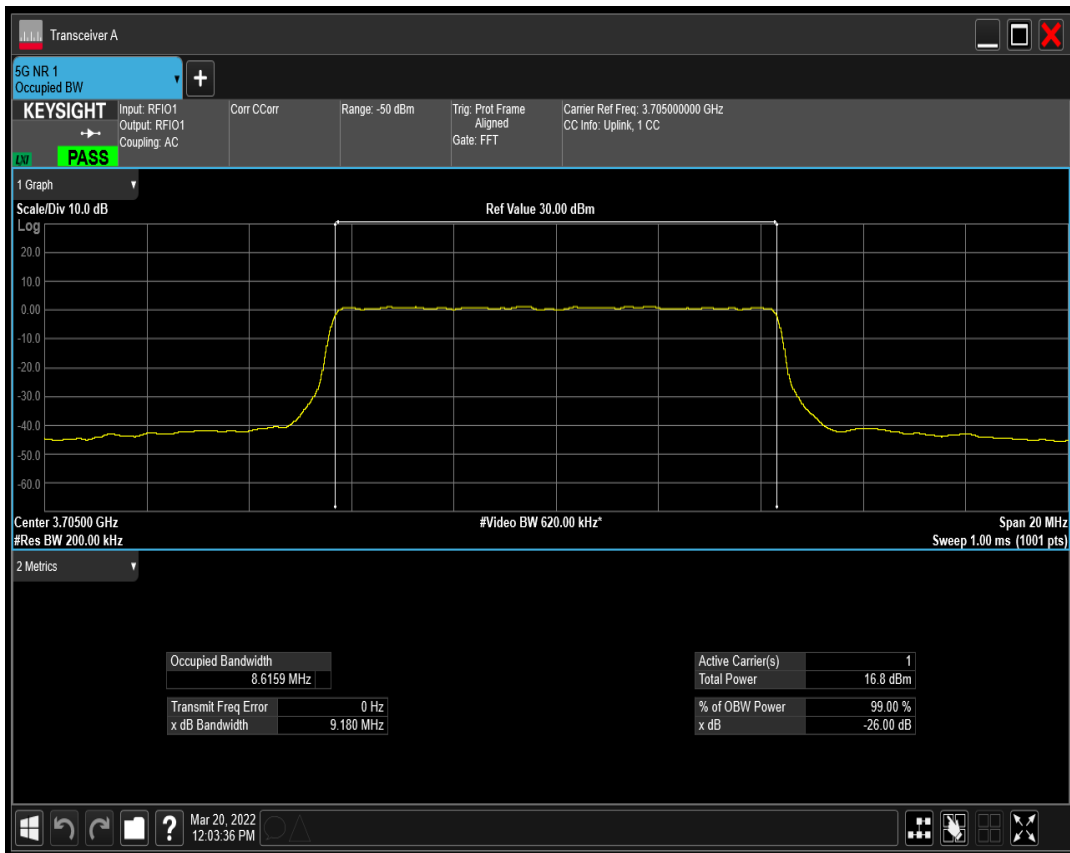 Transceiver A
5G NR 1
Occupied BW
KEYSIGHT
LXI
PASS
Input: RFIO1
Output: RFIO1
Coupling: AC
Corr CCorr
Range: -50 dBm
Trig: Prot Frame
Aligned
Gate: FFT
Carrier Ref Freq: 3.705000000 GHz
CC Info: Uplink, 1 CC
1 Graph
Scale/Div 10.0 dB
Ref Value 30.00 dBm
Log
20.0
10.0
0.00
-10.0
-20.0
-30.0
-40.0
-50.0
-60.0
Center 3.70500 GHz
#Video BW 620.00 kHz*
Span 20 MHz
#Res BW 200.00 kHz
Sweep 1.00 ms (1001 pts)
2 Metrics
Occupied Bandwidth
8.6159 MHz
Transmit Freq Error 0 Hz
x dB Bandwidth 9.180 MHz
Active Carrier(s) 1
Total Power 16.8 dBm
% of OBW Power 99.00 %
x dB -26.00 dB
Mar 20, 2022
12:03:36 PM